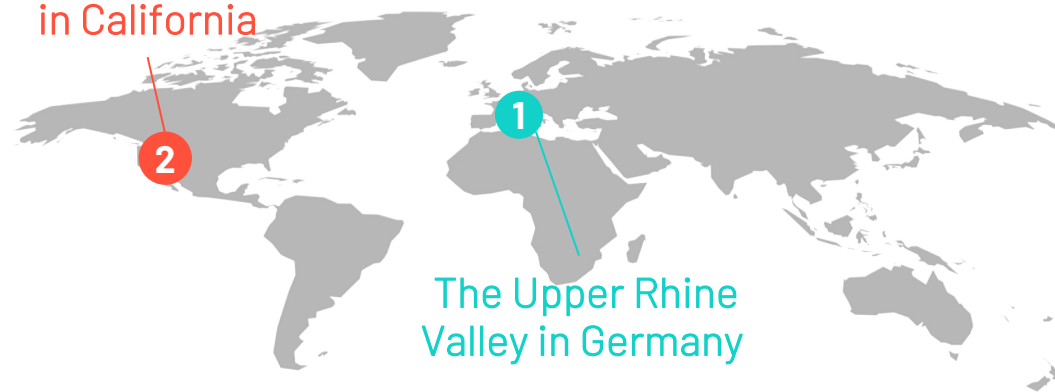 in California
2
1
The Upper Rhine
Valley in Germany